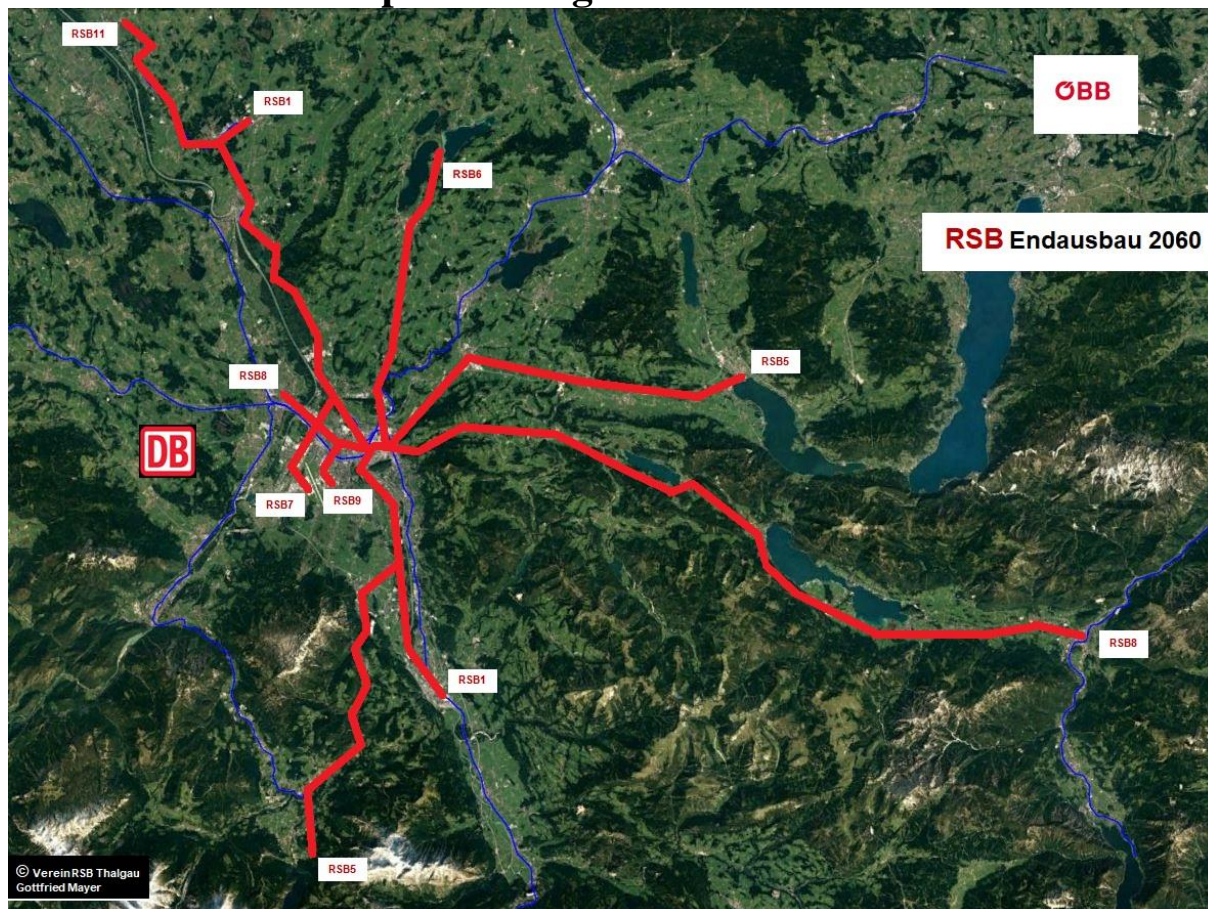 RSB11
RSB1
ÖBB
RSB6
RSB Endausbau 2060
RSB5
RSB8
DB
RSB7
RSB9
RSB8
RSB1
RSB5
© Verein RSB Thalgau
Gottfried Mayer